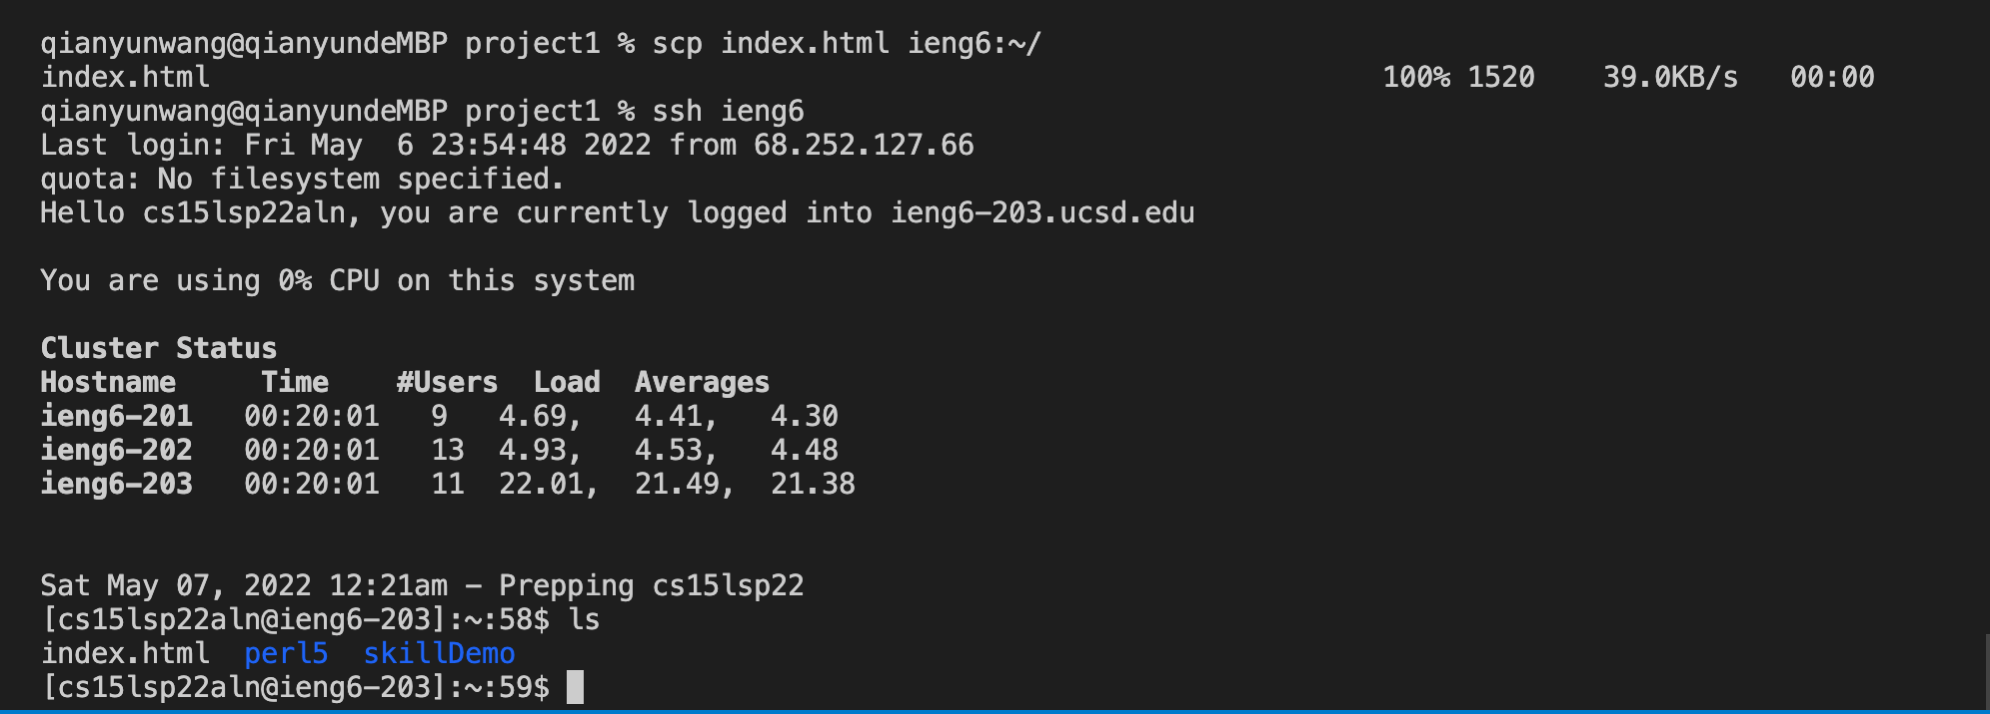 qianyunwang@qianyundeMBP project1 % scp index.html ieng6:~/
index.html                                                                     100% 1520    39.0KB/s   00:00
qianyunwang@qianyundeMBP project1 % ssh ieng6
Last login: Fri May  6 23:54:48 2022 from 68.252.127.66
quota: No filesystem specified.
Hello cs15lsp22aln, you are currently logged into ieng6-203.ucsd.edu

You are using 0% CPU on this system

Cluster Status
Hostname     Time    #Users  Load  Averages
ieng6-201   00:20:01   9   4.69,   4.41,   4.30
ieng6-202   00:20:01   13  4.93,   4.53,   4.48
ieng6-203   00:20:01   11  22.01,  21.49,  21.38

Sat May 07, 2022 12:21am - Prepping cs15lsp22
[cs15lsp22aln@ieng6-203]:~:58$ ls
index.html  perl5  skillDemo
[cs15lsp22aln@ieng6-203]:~:59$